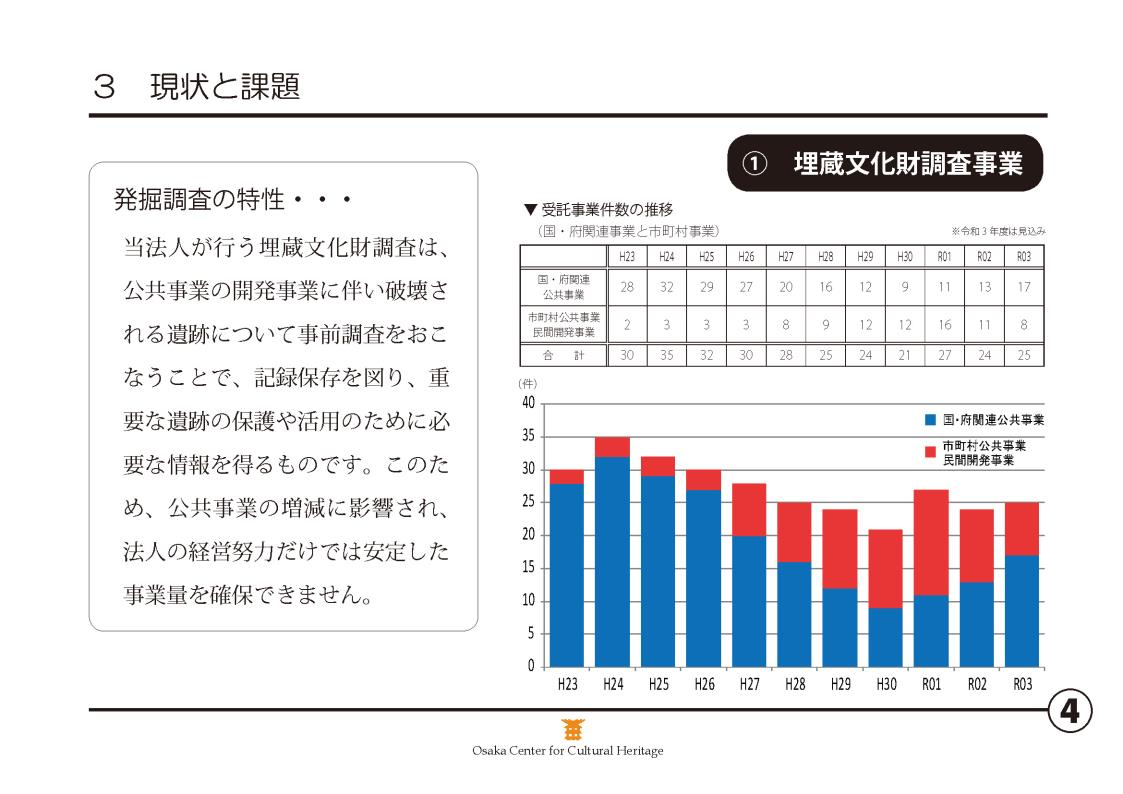 ３　現状と課題
①　埋蔵文化財調査事業
発掘調査の特性・・・
当法人が行う埋蔵文化財調査は、
公共事業の開発事業に伴い破壊さ
れる遺跡について事前調査をおこ
なうことで、記録保存を図り、重
要な遺跡の保護や活用のために必
要な情報を得るものです。このた
め、公共事業の増減に影響され、
法人の経営努力だけでは安定した
事業量を確保できません。
▼受託事業件数の推移
（国・府関連事業と市町村事業）
※令和３年度は見込み
H23 H24 H25 H26 H27 H28 H29 H30 R01 R02 R03
国・府関連
公共事業
28 32 29 27 20 16 12 9 11 13 17
市町村公共事業
民間開発事業
2 3 3 3 8 9 12 12 16 11 8
合　計 30 35 32 30 28 25 24 21 27 24 25
（件）
40
35
30
25
20
15
10
5
0
国・府関連公共事業
市町村公共事業
民間開発事業
H23 H24 H25 H26 H27 H28 H29 H30 R01 R02 R03
4
Osaka Center for Cultural Heritage